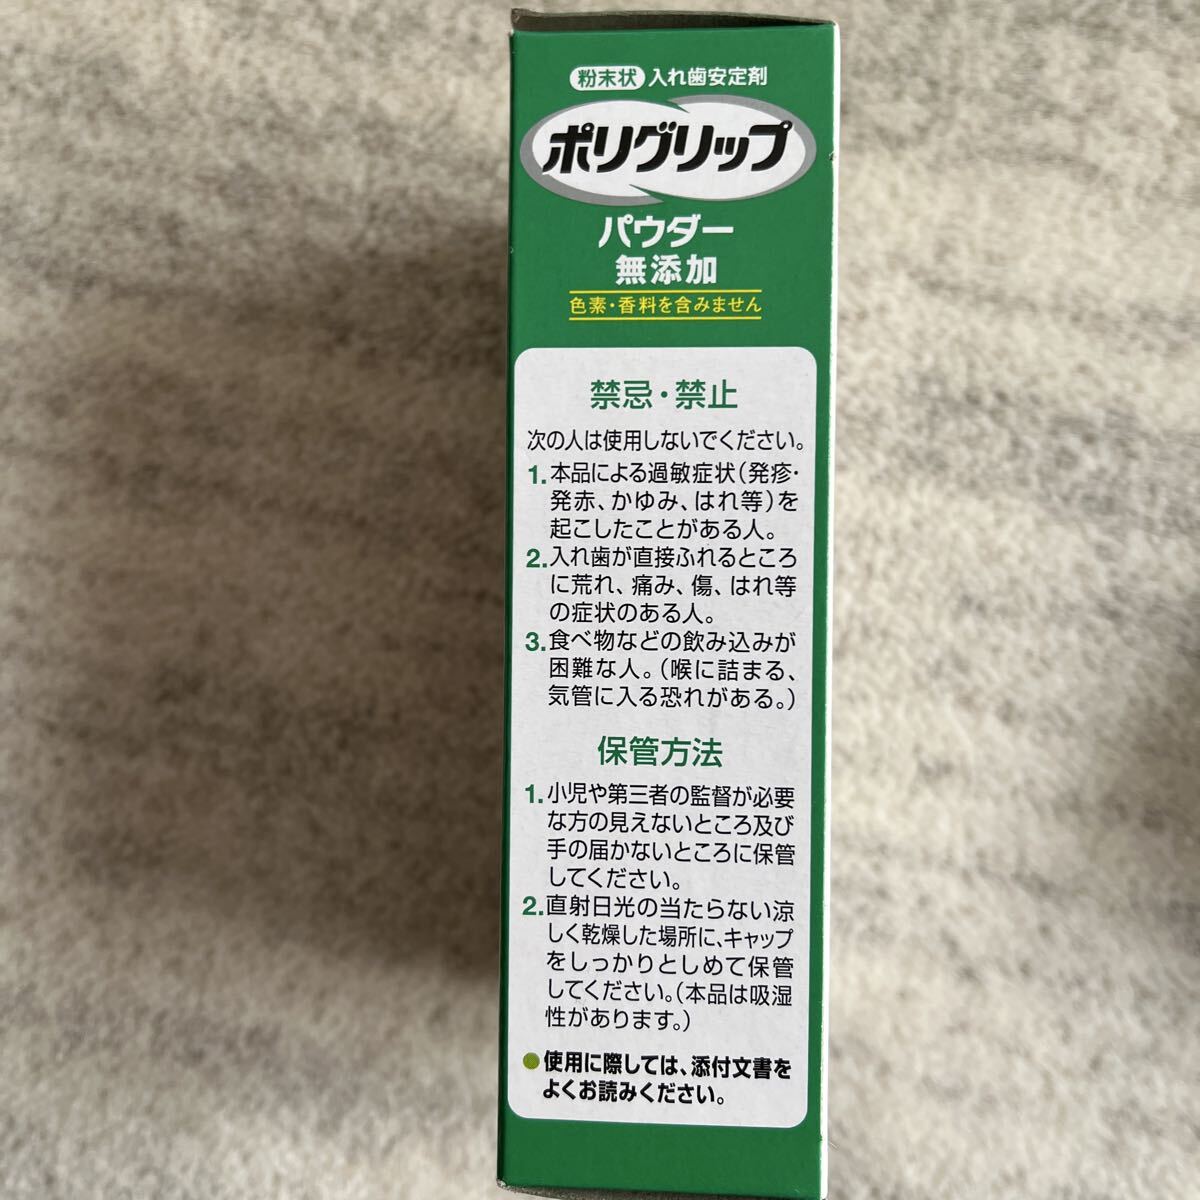 粉末状 入れ歯安定剤
ポリグリップ
パウダー
無添加
色素・香料を含みません
禁忌・禁止
次の人は使用しないでください。
1. 本品による過敏症状(発疹・
発赤、かゆみ、はれ等)を
起こしたことがある人。
2. 入れ歯が直接ふれるところ
に荒れ、痛み、傷、はれ等
の症状のある人。
3. 食べ物などの飲み込みが
困難な人。(喉に詰まる、
気管に入る恐れがある。)
保管方法
1. 小児や第三者の監督が必要
な方の見えないところ及び
手の届かないところに保管
してください。
2. 直射日光の当たらない涼
しく乾燥した場所に、キャップ
をしっかりとしめて保管
してください。(本品は吸湿
性があります。)
● 使用に際しては、添付文書を
よくお読みください。